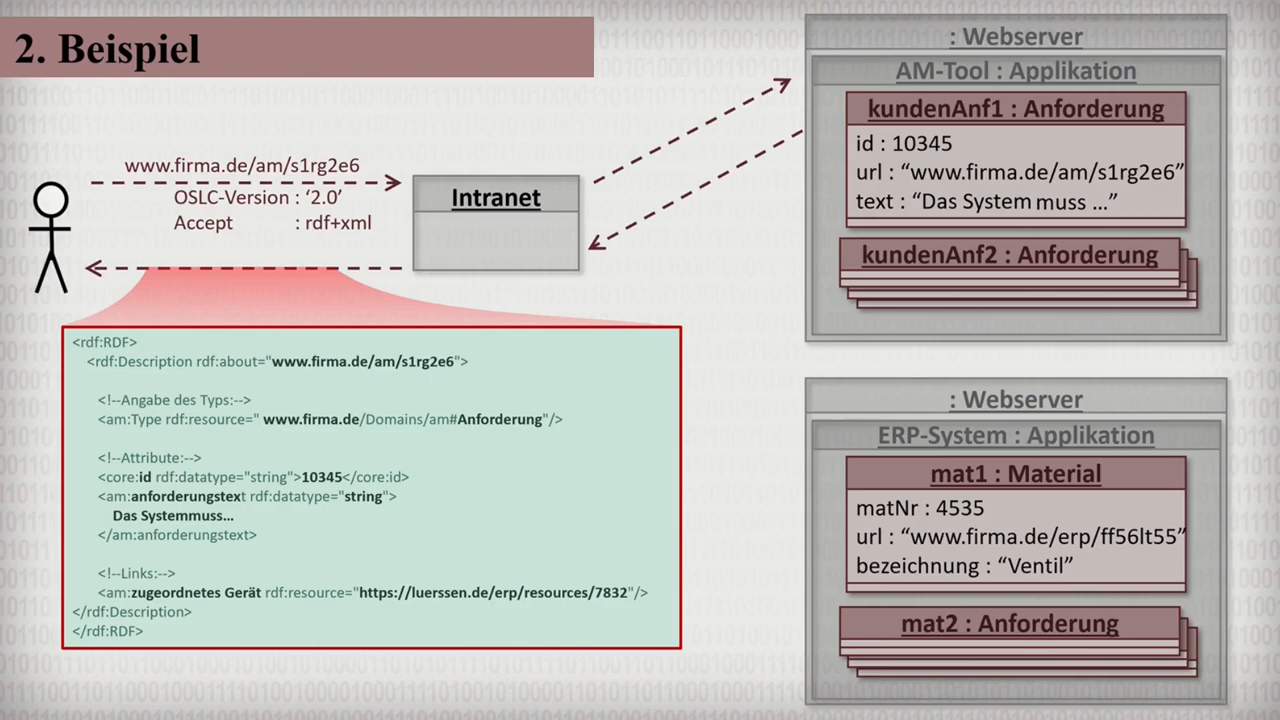 2. Beispiel
www.firma.de/am/s1rg2e6
OSLC-Version : ‘2.0’
Accept : rdf+xml
Intranet
<rdf:RDF>
<rdf:Description rdf:about="www.firma.de/am/s1rg2e6">
<!--Angabe des Typs:-->
<am:Type rdf:resource=" www.firma.de/Domains/am#Anforderung"/>
<!--Attribute:-->
<core:id rdf:datatype="string">10345</core:id>
<am:anforderungstext rdf:datatype="string">
Das Systemmuss...
</am:anforderungstext>
<!--Links:-->
<am:zugeordnetes Gerät rdf:resource="https://luerssen.de/erp/resources/7832"/>
</rdf:Description>
</rdf:RDF>
: Webserver
AM-Tool : Applikation
kundenAnf1 : Anforderung
id : 10345
url : “www.firma.de/am/s1rg2e6”
text : “Das System muss ...”
kundenAnf2 : Anforderung
: Webserver
ERP-System : Applikation
mat1 : Material
matNr : 4535
url : “www.firma.de/erp/ff56lt55”
bezeichnung : “Ventil”
mat2 : Anforderung